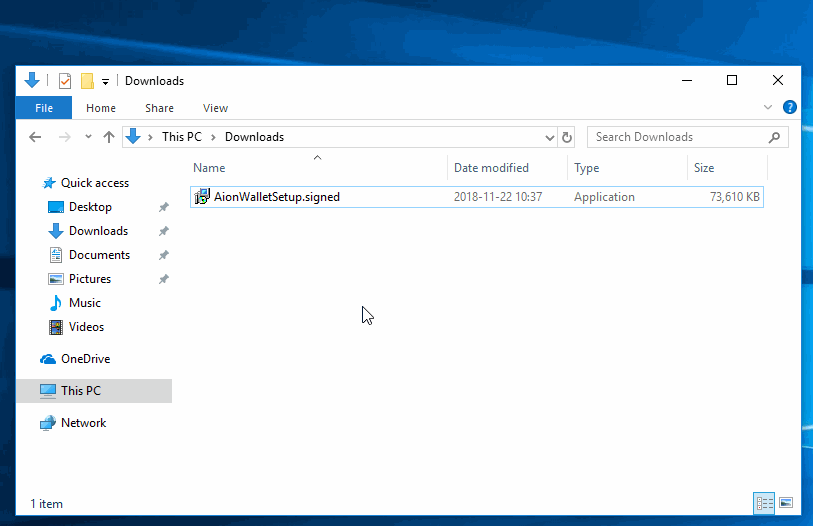 Downloads
File Home Share View
This PC Downloads Search Downloads
Name Date modified Type Size
AionWalletSetup.signed 2018-11-22 10:37 Application 73,610 KB
Quick access
Desktop
Downloads
Documents
Pictures
Music
Videos
OneDrive
This PC
Network
1 item